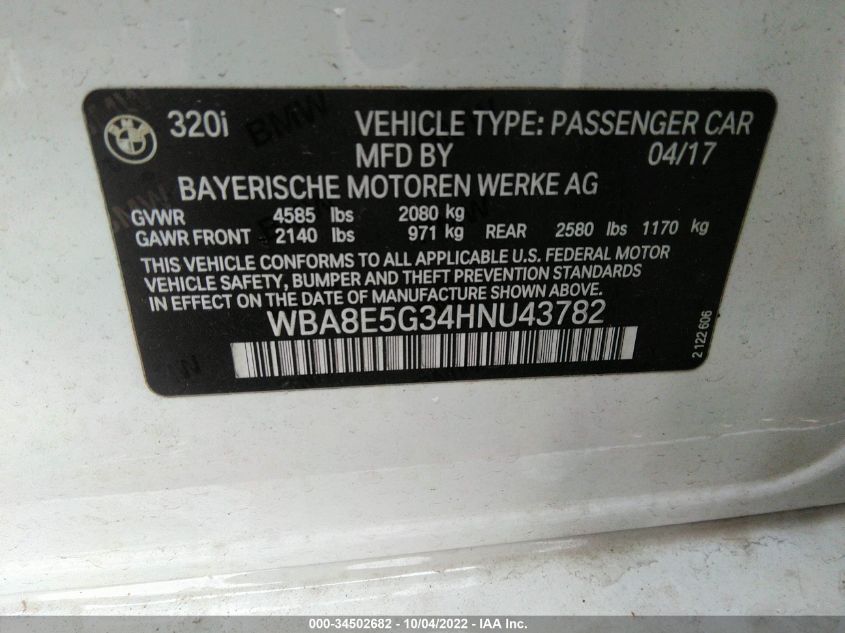 BMW
320i
VEHICLE TYPE: PASSENGER CAR
MFD BY 04/17
BAYERISCHE MOTOREN WERKE AG
GVWR 4585 lbs 2080 kg
GAWR FRONT 2140 lbs 971 kg REAR 2580 lbs 1170 kg
THIS VEHICLE CONFORMS TO ALL APPLICABLE U.S. FEDERAL MOTOR
VEHICLE SAFETY, BUMPER AND THEFT PREVENTION STANDARDS
IN EFFECT ON THE DATE OF MANUFACTURE SHOWN ABOVE.
WBA8E5G34HNU43782
2 122 606
000-34502682 - 10/04/2022 - IAA Inc.